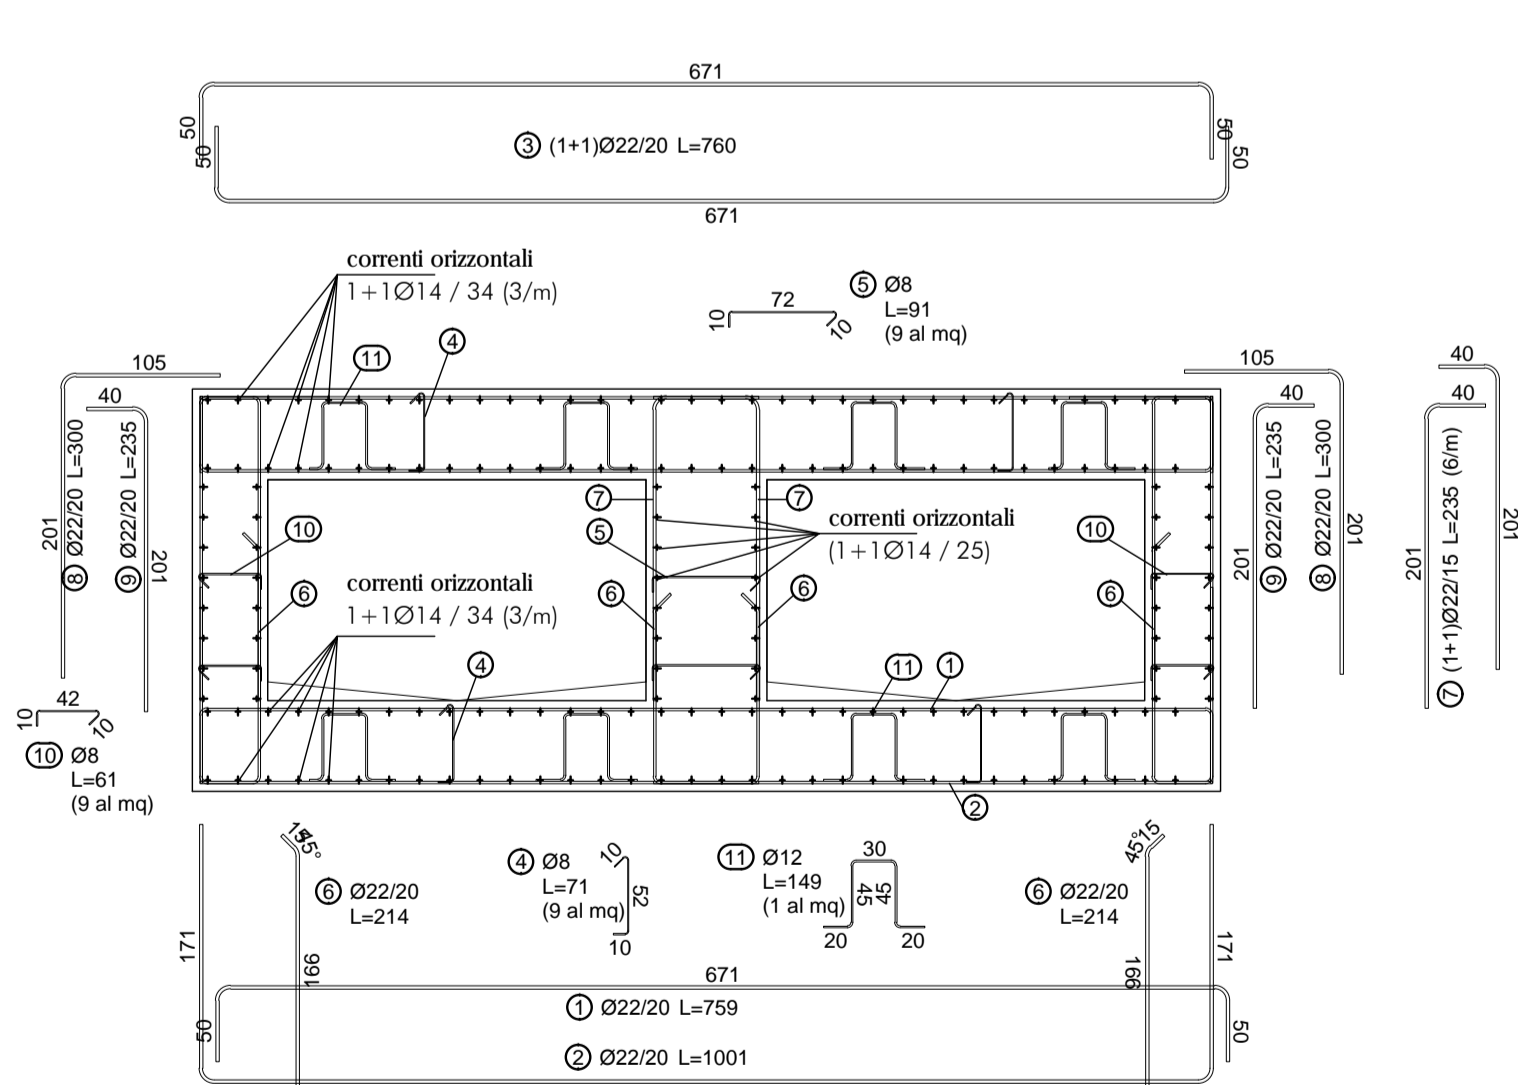 671
50
50
3 (1+1)Ø22/20 L=760
50
50
671
correnti orizzontali
1+1Ø14 / 34 (3/m)
72
10
10
5 Ø8
L=91
(9 al mq)
11
4
105
40
201
8 Ø22/20 L=300
9 Ø22/20 L=235
201
105
40
201
9 Ø22/20 L=235
8 Ø22/20 L=300
201
40
40
201
7 (1+1)Ø22/15 L=235 (6/m)
201
7
7
correnti orizzontali
(1+1Ø14 / 25)
10
5
10
correnti orizzontali
1+1Ø14 / 34 (3/m)
6
6
6
6
4
11
1
2
42
10
10
10 Ø8
L=61
(9 al mq)
15
45°
6 Ø22/20
L=214
171
166
4 Ø8
L=71
(9 al mq)
10
52
10
11 Ø12
L=149
(1 al mq)
30
45
45
20
20
6 Ø22/20
L=214
45°
15
166
171
671
50
1 Ø22/20 L=759
50
2 Ø22/20 L=1001